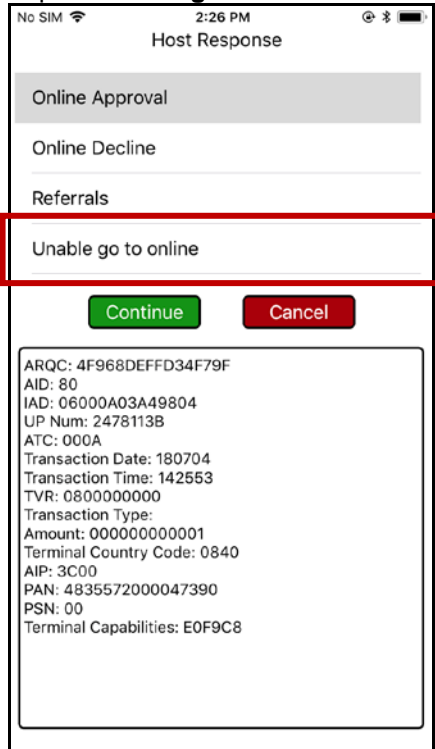 No SIM 2:26 PM
Host Response
Online Approval
Online Decline
Referrals
Unable go to online
Continue Cancel
ARQC: 4F968DEFFD34F79F
AID: 80
IAD: 06000A03A49804
UP Num: 2478113B
ATC: 000A
Transaction Date: 180704
Transaction Time: 142553
TVR: 0800000000
Transaction Type:
Amount: 000000000001
Terminal Country Code: 0840
AIP: 3C00
PAN: 4835572000047390
PSN: 00
Terminal Capabilities: E0F9C8